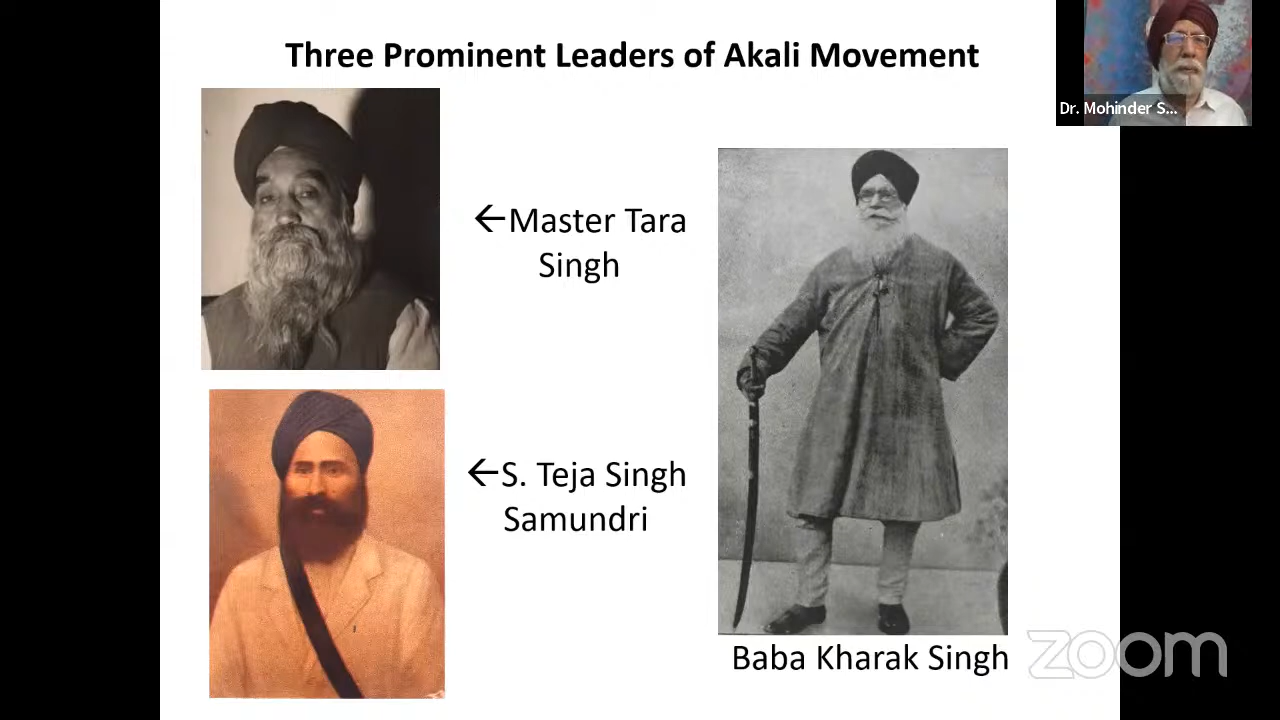 Three Prominent Leaders of Akali Movement
Dr. Mohinder S...
←Master Tara
Singh
←S. Teja Singh
Samundri
Baba Kharak Singh
zoom